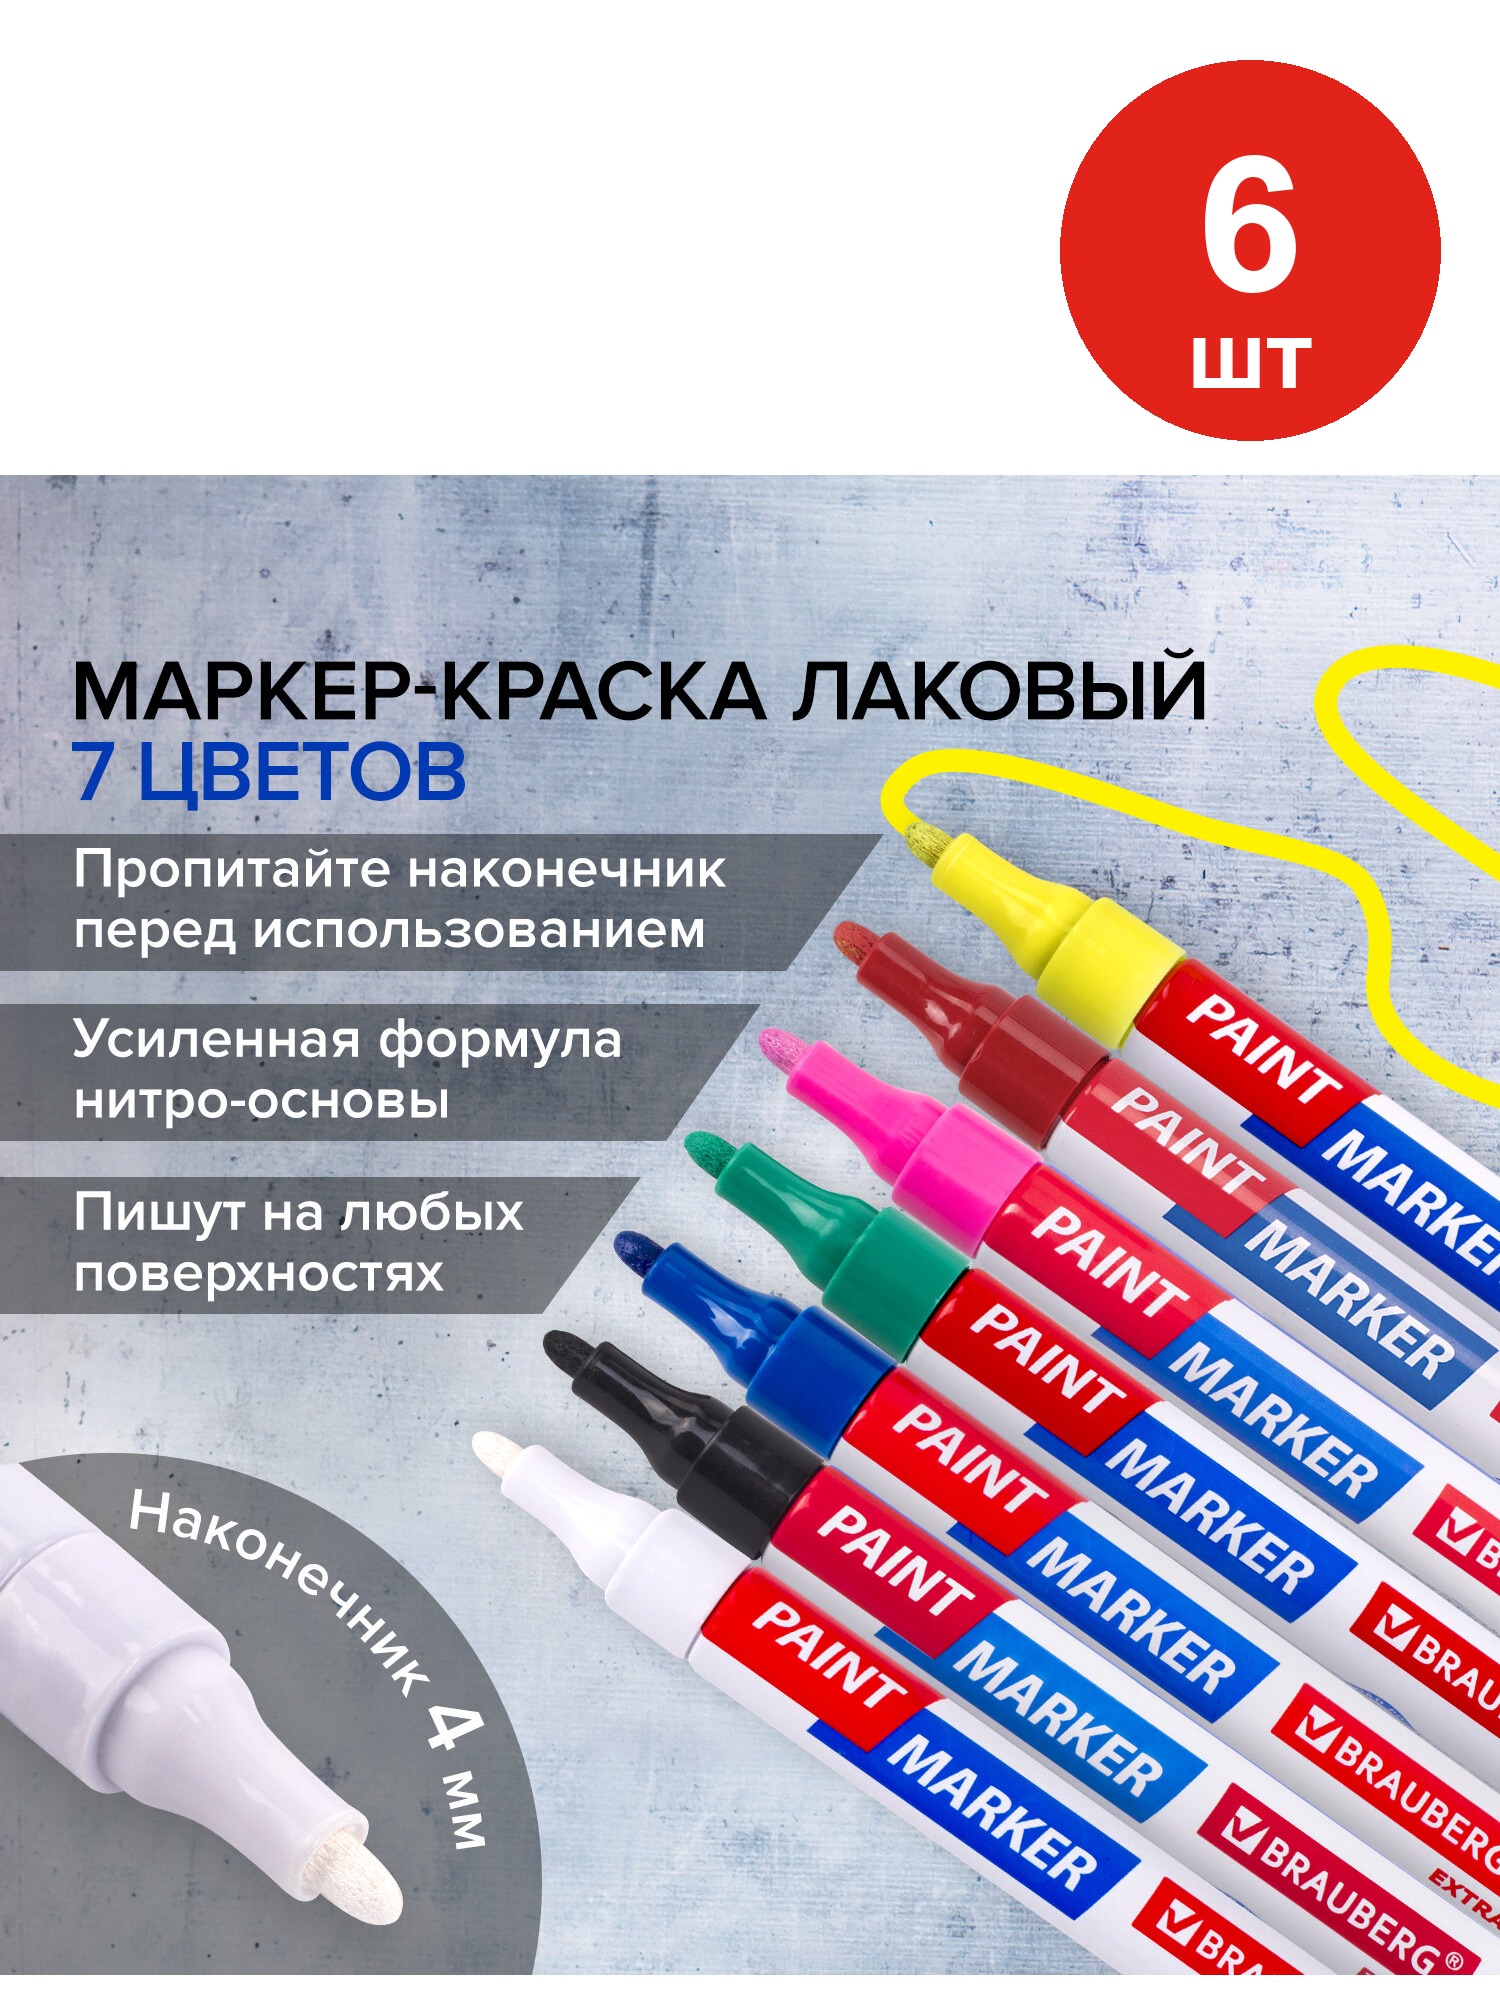 6
шт
МАРКЕР-КРАСКА ЛАКОВЫЙ
7 ЦВЕТОВ
Пропитайте наконечник
перед использованием
Усиленная формула
нитро-основы
Пишут на любых
поверхностях
Наконечник 4 мм
PAINT
MARKER
PAINT
MARKER
PAINT
MARKER
PAINT
MARKER
BRAUBERG
PAINT
MARKER
BRAUBERG
EXTRA
PAINT
MARKER
BRAUBERG®
PAINT
MARKER